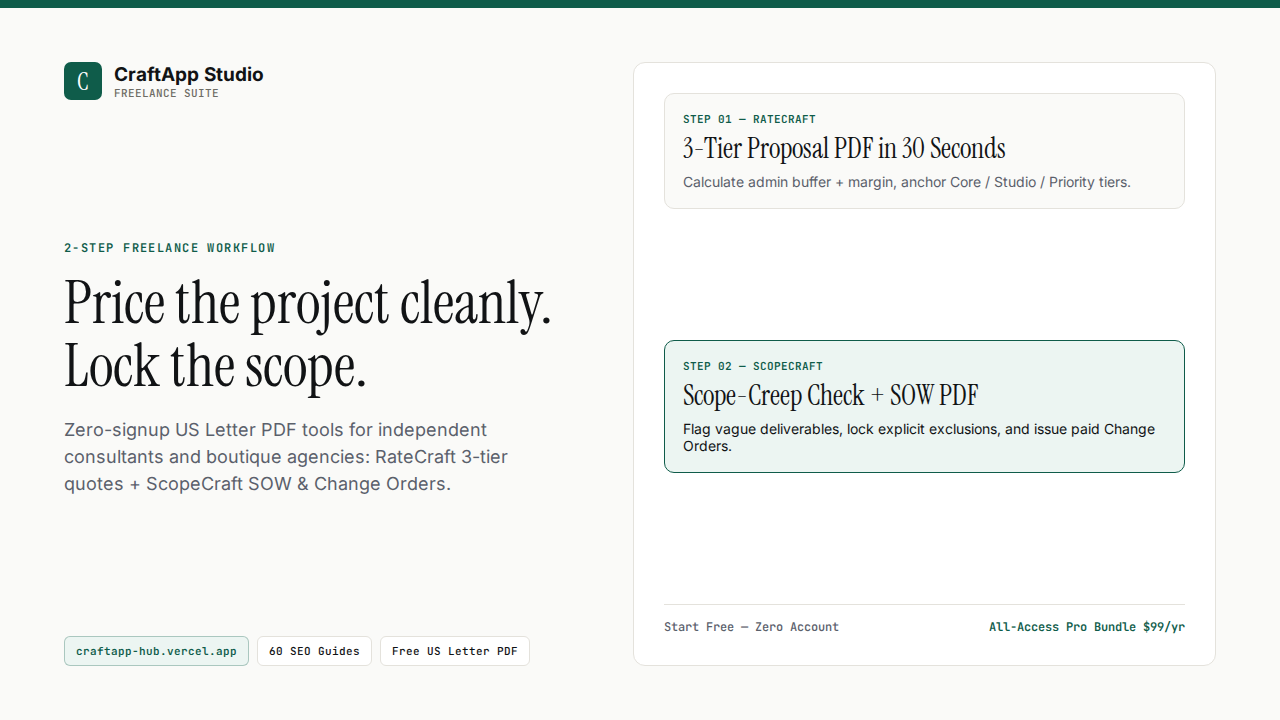 C
CraftApp Studio
FREELANCE SUITE
2-STEP FREELANCE WORKFLOW
Price the project cleanly.
Lock the scope.
Zero-signup US Letter PDF tools for independent
consultants and boutique agencies: RateCraft 3-tier
quotes + ScopeCraft SOW & Change Orders.
craftapp-hub.vercel.app
60 SEO Guides
Free US Letter PDF
STEP 01 — RATECRAFT
3-Tier Proposal PDF in 30 Seconds
Calculate admin buffer + margin, anchor Core / Studio / Priority tiers.
STEP 02 — SCOPECRAFT
Scope-Creep Check + SOW PDF
Flag vague deliverables, lock explicit exclusions, and issue paid Change
Orders.
Start Free — Zero Account
All-Access Pro Bundle $99/yr